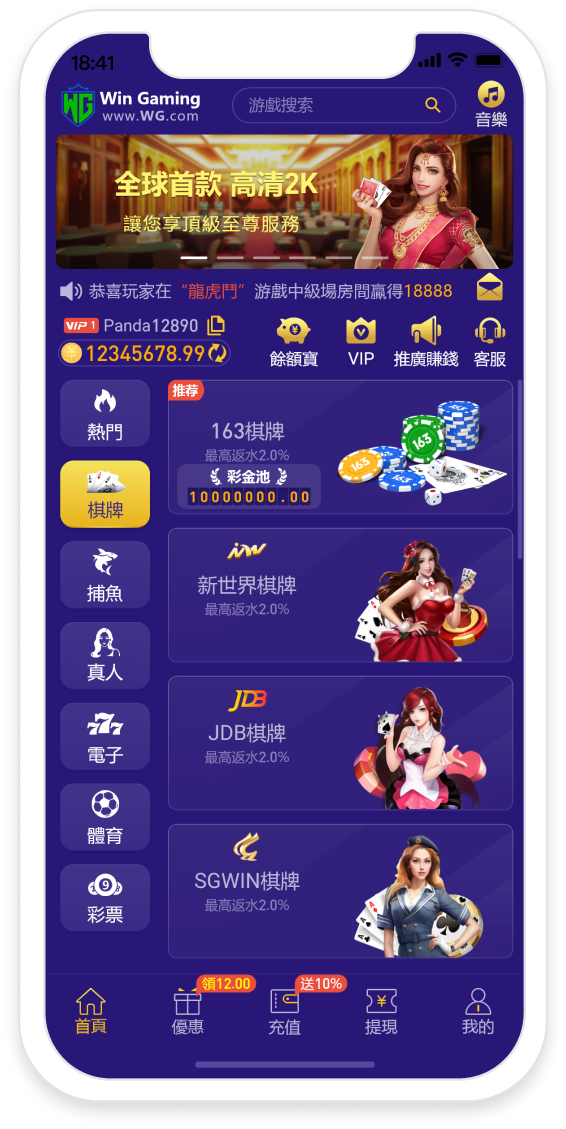 18:41
WG Win Gaming
www.WG.com
游戲搜索
音樂
全球首款 高清2K
讓您享頂級至尊服務
恭喜玩家在 “龍虎鬥” 游戲中級場房間贏得18888
VIP 1 Panda12890
12345678.99
餘額寶 VIP 推廣賺錢 客服
熱門
棋牌
捕魚
真人
電子
體育
彩票
推荐
163棋牌
最高返水2.0%
彩金池
10000000.00
163
163
新世界棋牌
最高返水2.0%
JDB
JDB棋牌
最高返水2.0%
SGWIN棋牌
最高返水2.0%
領12.00
送10%
首頁 優惠 充值 提現 我的